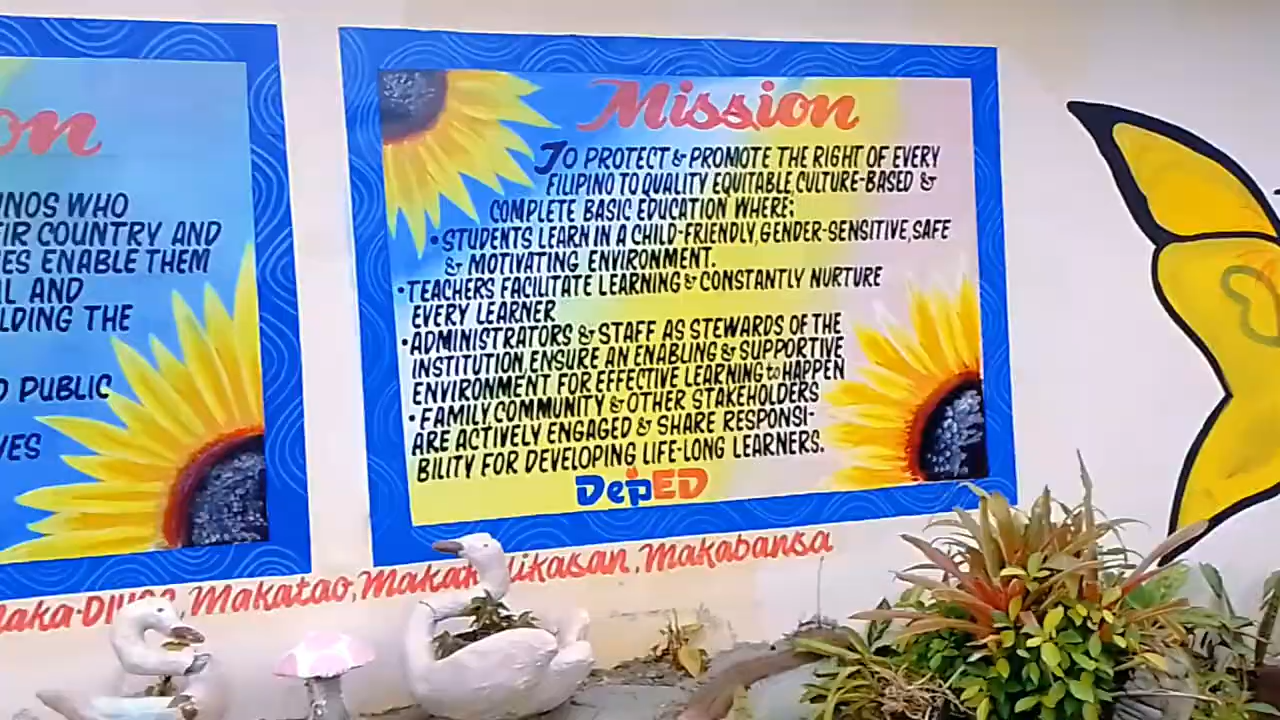 on
NOS WHO
COUNTRY AND
ENABLE THEM
AND
THE
PUBLIC
Mission
TO PROTECT & PROMOTE THE RIGHT OF EVERY
FILIPINO TO QUALITY EQUITABLE, CULTURE-BASED &
COMPLETE BASIC EDUCATION WHERE:
• STUDENTS LEARN IN A CHILD-FRIENDLY, GENDER-SENSITIVE, SAFE
& MOTIVATING ENVIRONMENT.
• TEACHERS FACILITATE LEARNING & CONSTANTLY NURTURE
EVERY LEARNER
• ADMINISTRATORS & STAFF AS STEWARDS OF THE
INSTITUTION, ENSURE AN ENABLING & SUPPORTIVE
ENVIRONMENT FOR EFFECTIVE LEARNING to HAPPEN
• FAMILY, COMMUNITY & OTHER STAKEHOLDERS
ARE ACTIVELY ENGAGED & SHARE RESPONSI-
BILITY FOR DEVELOPING LIFE-LONG LEARNERS.
DepED
Makatao, Makakalikasan, Makabansa